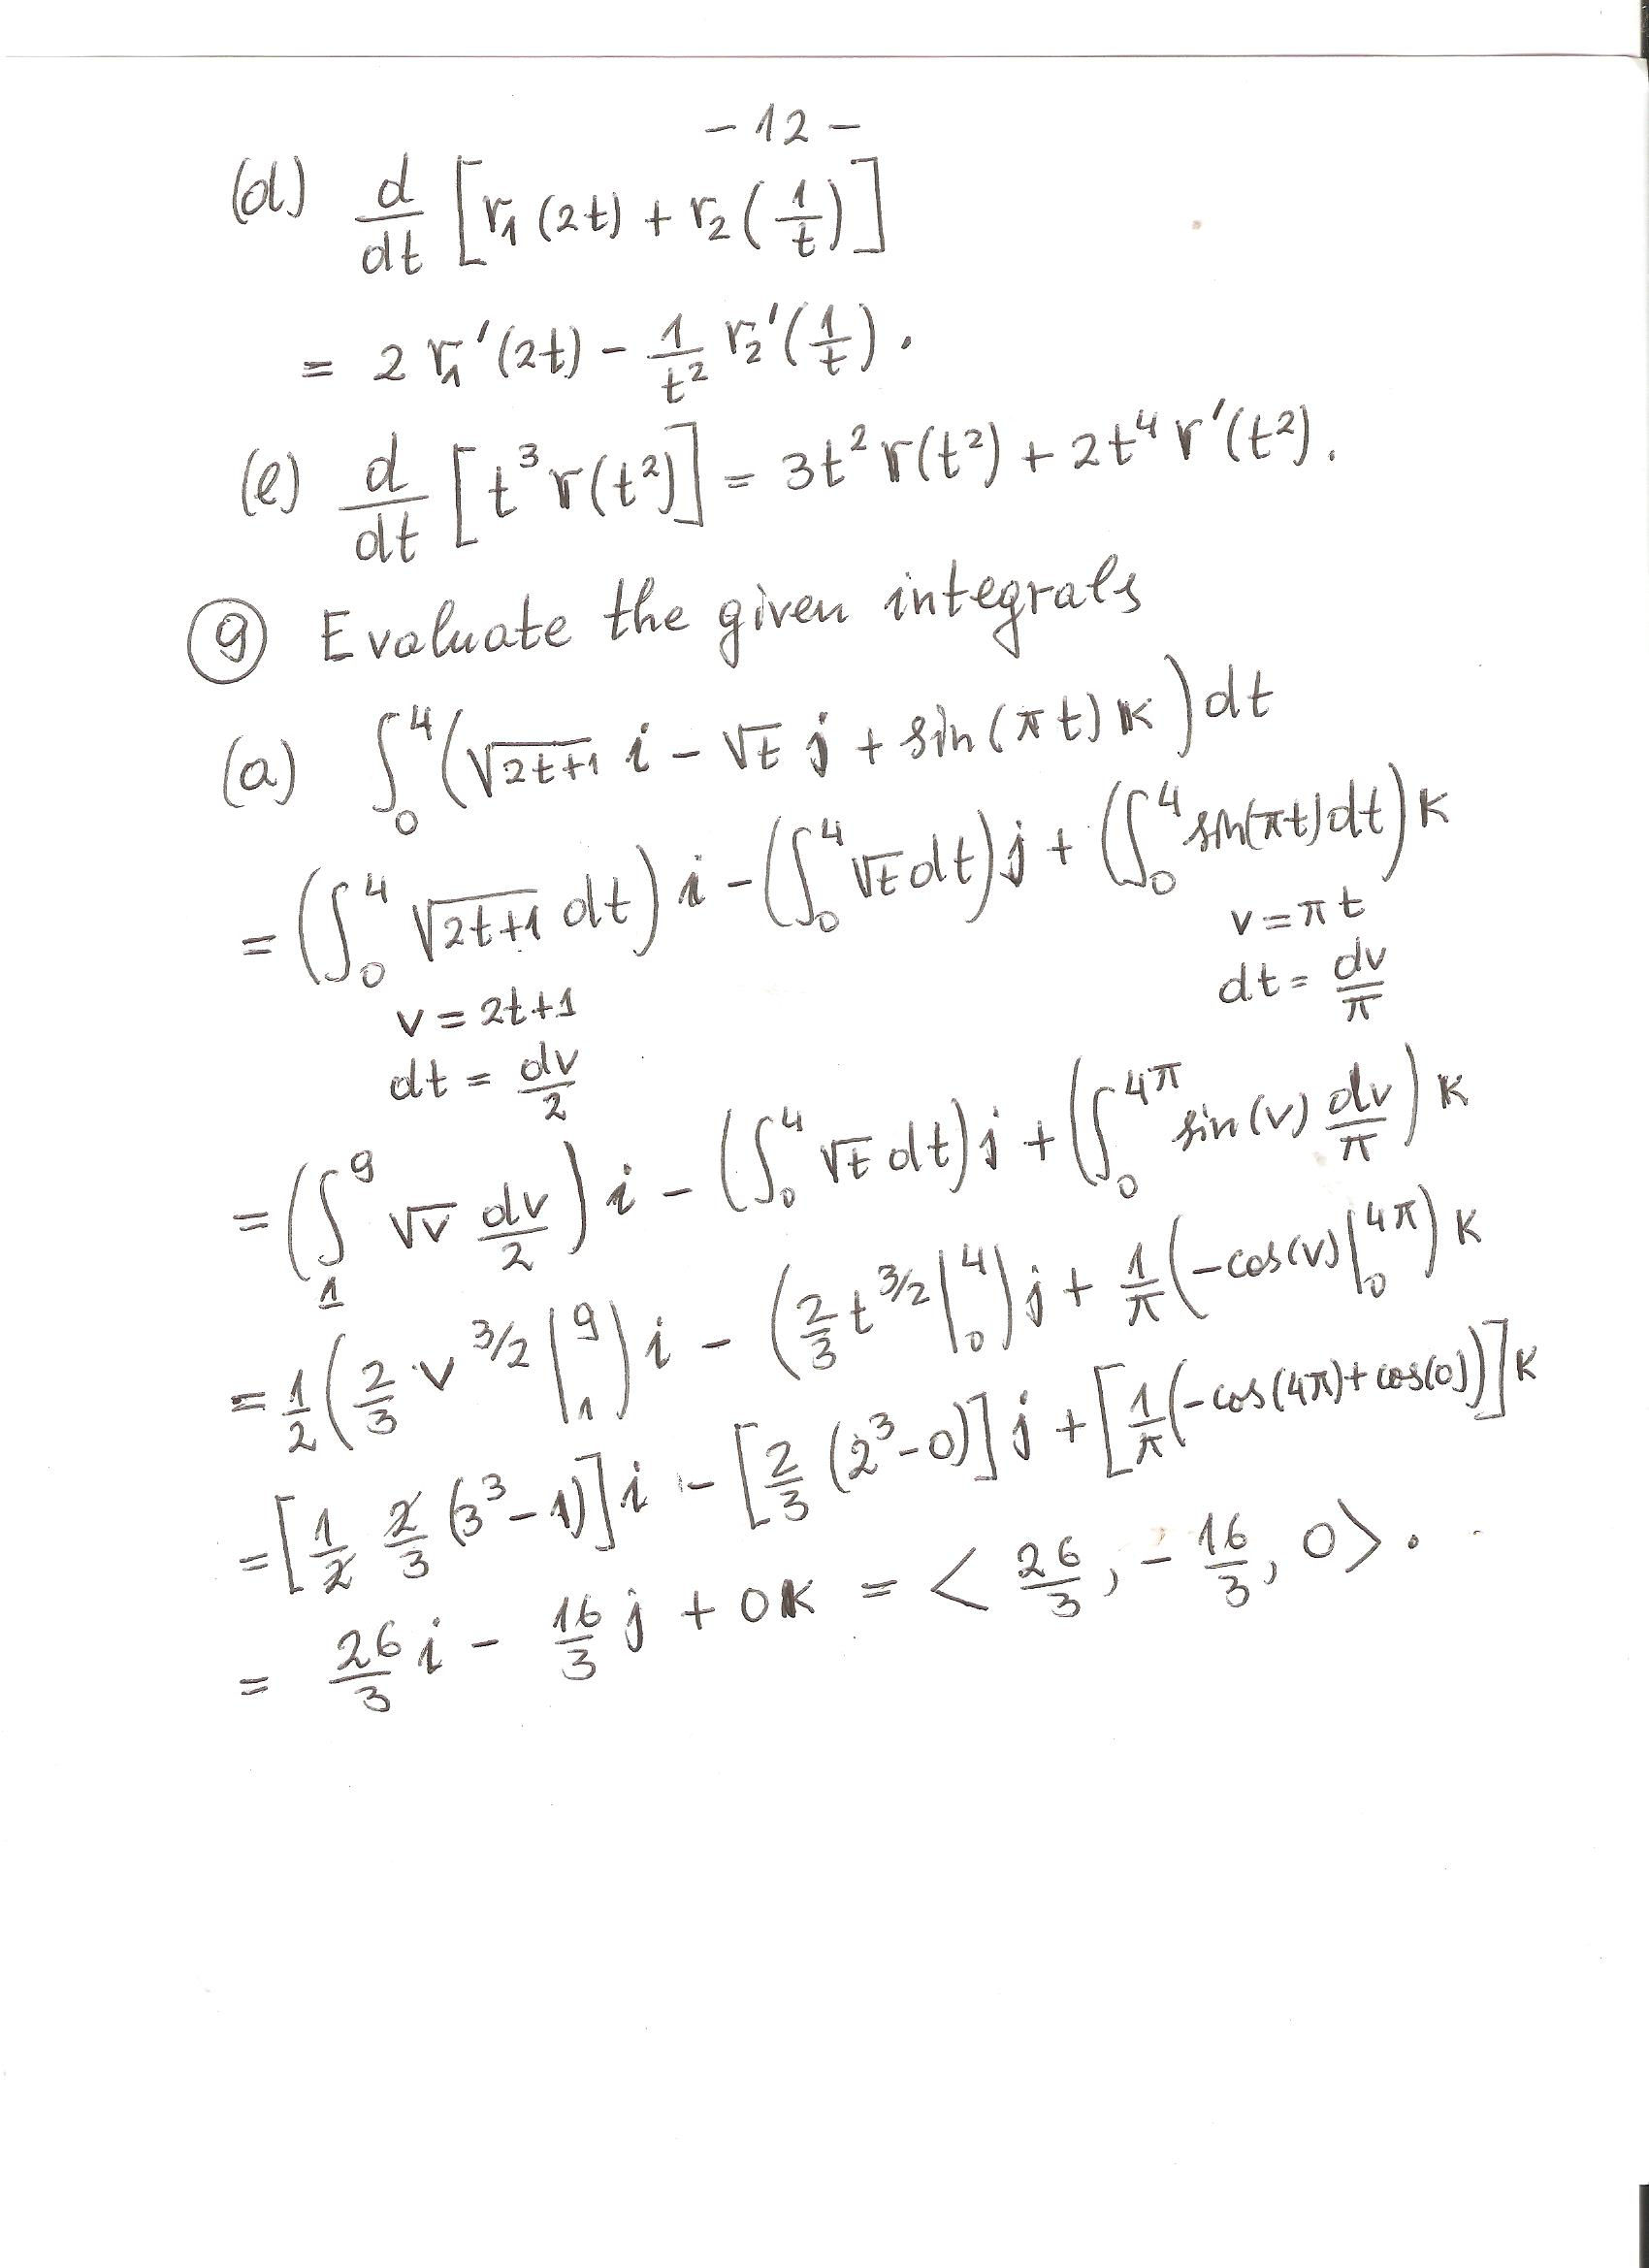 - 12 -
(d) d/dt [r₁(2t) + r₂(1/t)]
= 2 r₁'(2t) - 1/t² r₂'(1/t).
(e) d/dt [t³ r(t²)] = 3t² r(t²) + 2t⁴ r'(t²).
⑨ Evaluate the given integrals
(a) ∫₀⁴ (√(2t+1) i - √t j + sin(πt) k) dt
= (∫₀⁴ √(2t+1) dt) i - (∫₀⁴ √t dt) j + (∫₀⁴ sin(πt) dt) k
v = 2t+1
dt = dv/2
v = πt
dt = dv/π
= (∫₁⁹ √v dv/2) i - (∫₀⁴ √t dt) j + (∫₀^{4π} sin(v) dv/π) k
= 1/2 (2/3 v^{3/2} |₁⁹) i - (2/3 t^{3/2} |₀⁴) j + 1/π (-cos(v) |₀^{4π}) k
= [1/2 2/3 (3³ - 1)] i - [2/3 (2³ - 0)] j + [1/π (-cos(4π) + cos(0))] k
= 26/3 i - 16/3 j + 0k = < 26/3, - 16/3, 0 >.